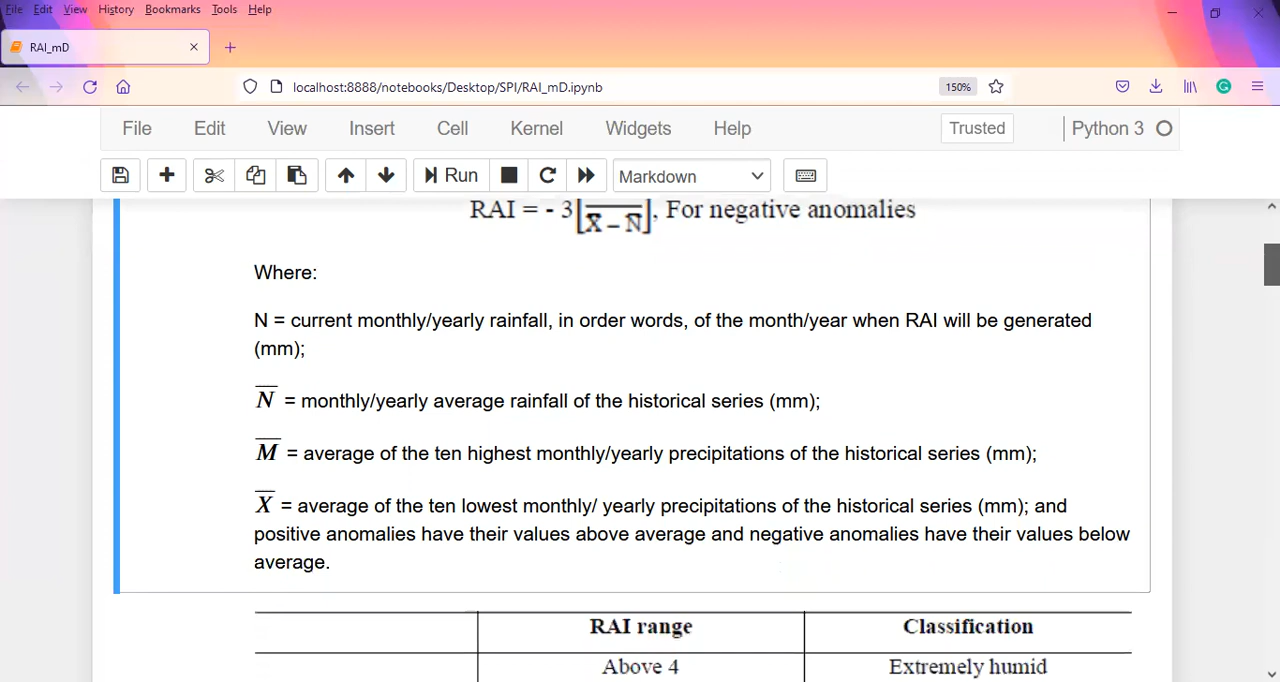 File Edit View History Bookmarks Tools Help
RAI_mD
localhost:8888/notebooks/Desktop/SPI/RAI_mD.ipynb 150%
File Edit View Insert Cell Kernel Widgets Help Trusted Python 3
Run Markdown
RAI = - 3[X̅ – N̅], For negative anomalies
Where:
N = current monthly/yearly rainfall, in order words, of the month/year when RAI will be generated
(mm);
N̅ = monthly/yearly average rainfall of the historical series (mm);
M̅ = average of the ten highest monthly/yearly precipitations of the historical series (mm);
X̅ = average of the ten lowest monthly/ yearly precipitations of the historical series (mm); and
positive anomalies have their values above average and negative anomalies have their values below
average.
RAI range Classification
Above 4 Extremely humid